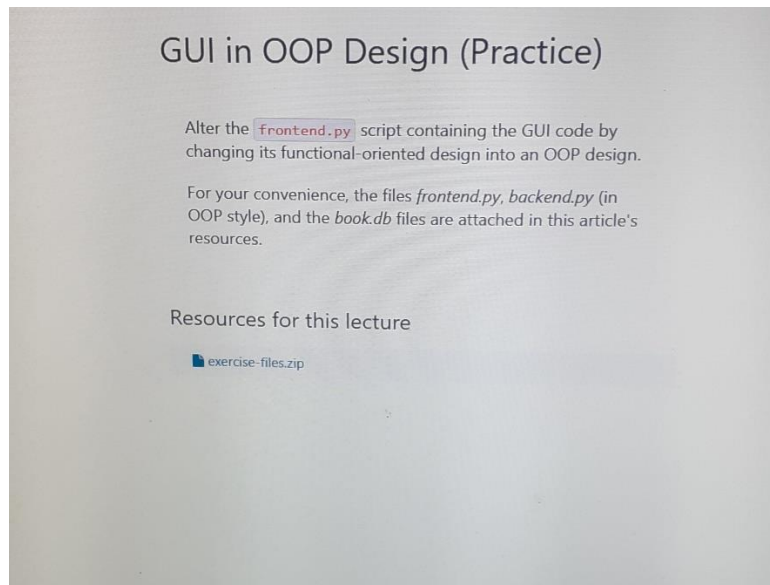 GUI in OOP Design (Practice)
Alter the frontend.py script containing the GUI code by
changing its functional-oriented design into an OOP design.
For your convenience, the files frontend.py, backend.py (in
OOP style), and the book.db files are attached in this article's
resources.
Resources for this lecture
exercise-files.zip